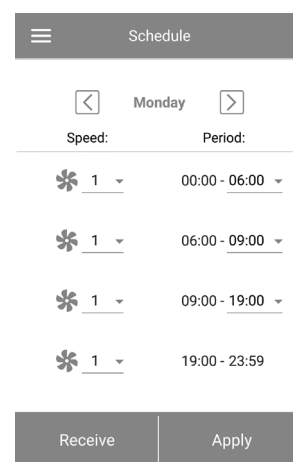 Schedule
Monday
Speed: Period:
1 00:00 - 06:00
1 06:00 - 09:00
1 09:00 - 19:00
1 19:00 - 23:59
Receive Apply